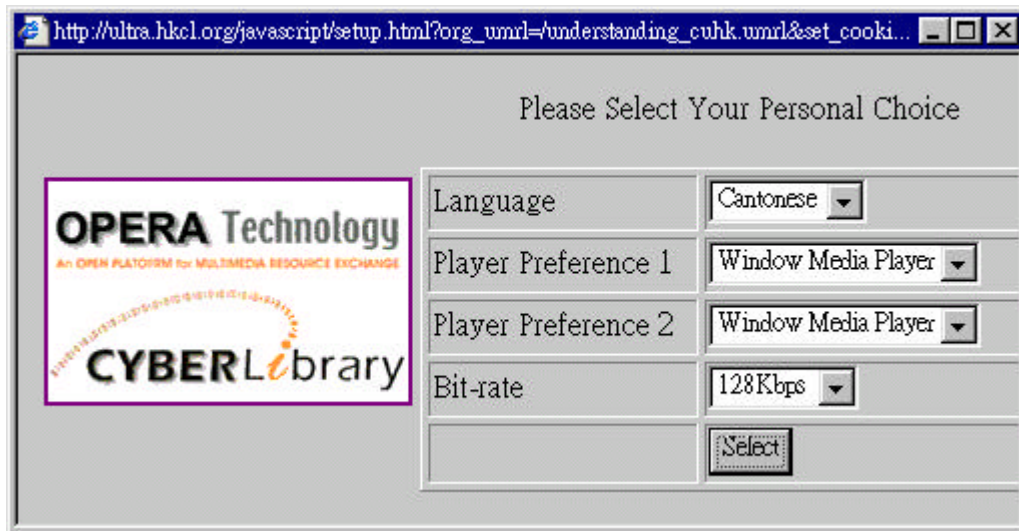 http://ultra.hkcl.org/javascript/setup.html?org_umrl=/understanding_cuhk.umrl&set_cooki...
Please Select Your Personal Choice
OPERA Technology
An OPEN PLATOFRM for MULTIMEDIA RESOURCE EXCHANGE
CYBERLibrary
Language Cantonese
Player Preference 1 Window Media Player
Player Preference 2 Window Media Player
Bit-rate 128Kbps
Select